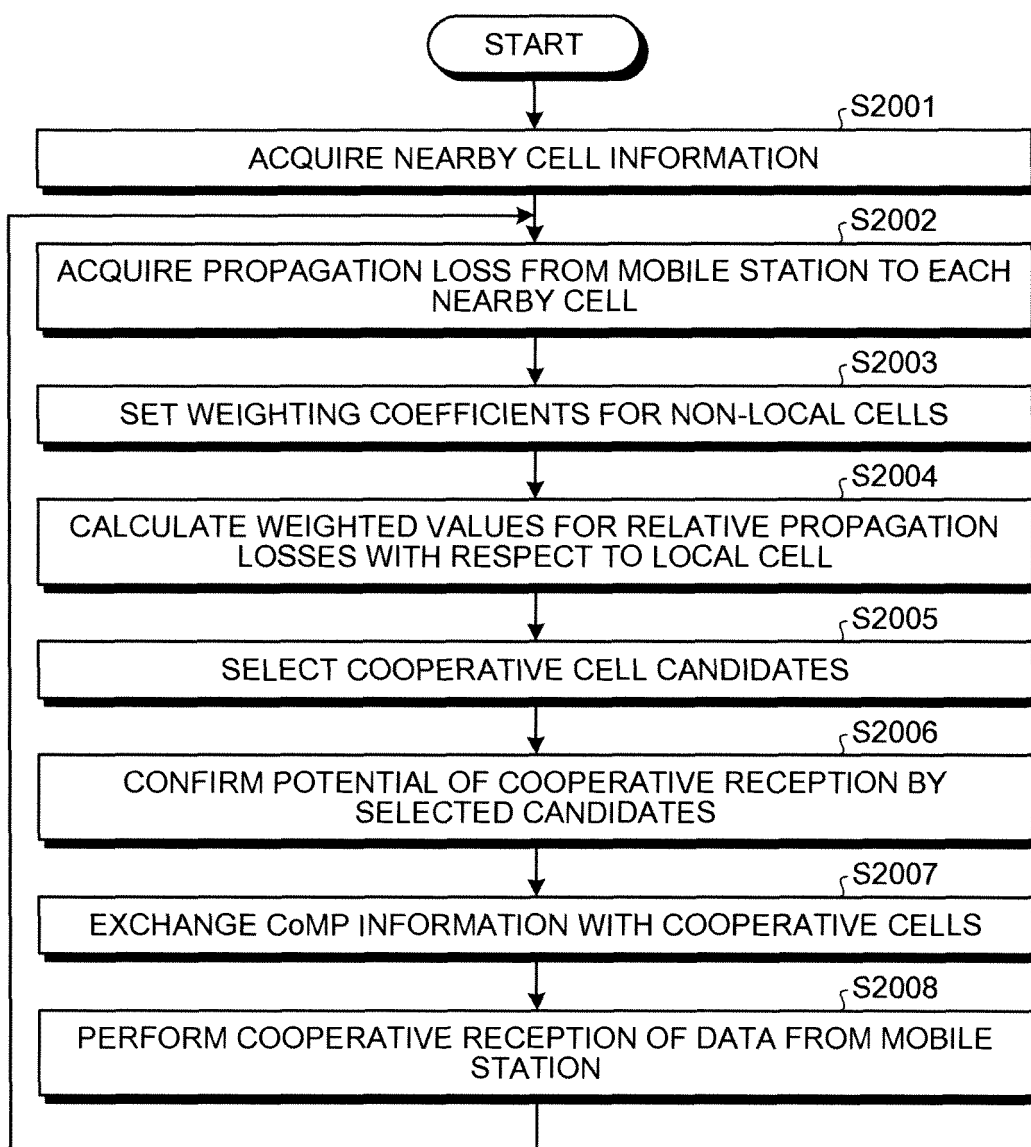 START
S2001
ACQUIRE NEARBY CELL INFORMATION
S2002
ACQUIRE PROPAGATION LOSS FROM MOBILE STATION TO EACH
NEARBY CELL
S2003
SET WEIGHTING COEFFICIENTS FOR NON-LOCAL CELLS
S2004
CALCULATE WEIGHTED VALUES FOR RELATIVE PROPAGATION
LOSSES WITH RESPECT TO LOCAL CELL
S2005
SELECT COOPERATIVE CELL CANDIDATES
S2006
CONFIRM POTENTIAL OF COOPERATIVE RECEPTION BY
SELECTED CANDIDATES
S2007
EXCHANGE CoMP INFORMATION WITH COOPERATIVE CELLS
S2008
PERFORM COOPERATIVE RECEPTION OF DATA FROM MOBILE
STATION